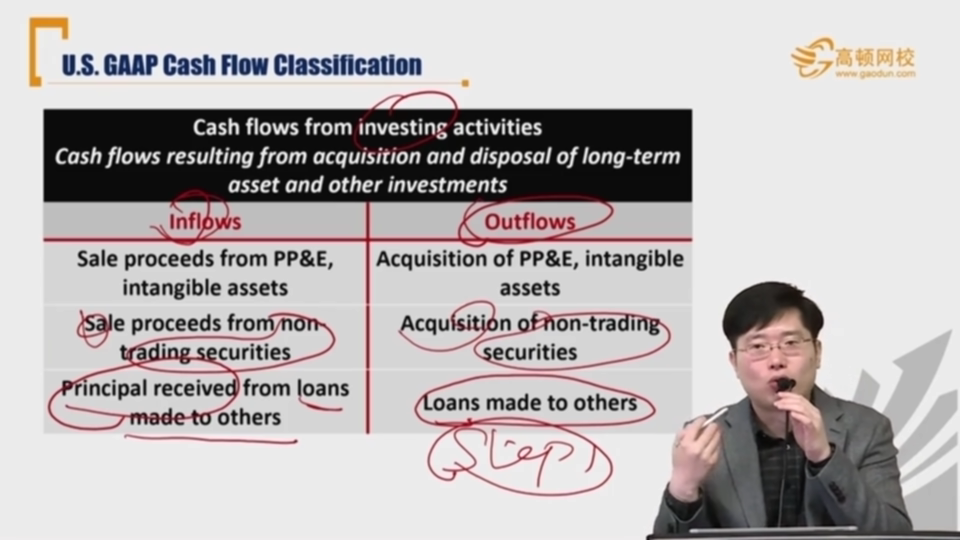 U.S. GAAP Cash Flow Classification
高顿网校
www.gaodun.com
Cash flows from investing activities
Cash flows resulting from acquisition and disposal of long-term
asset and other investments
Inflows
Outflows
Sale proceeds from PP&E,
intangible assets
Acquisition of PP&E, intangible
assets
Sale proceeds from non-
trading securities
Acquisition of non-trading
securities
Principal received from loans
made to others
Loans made to others